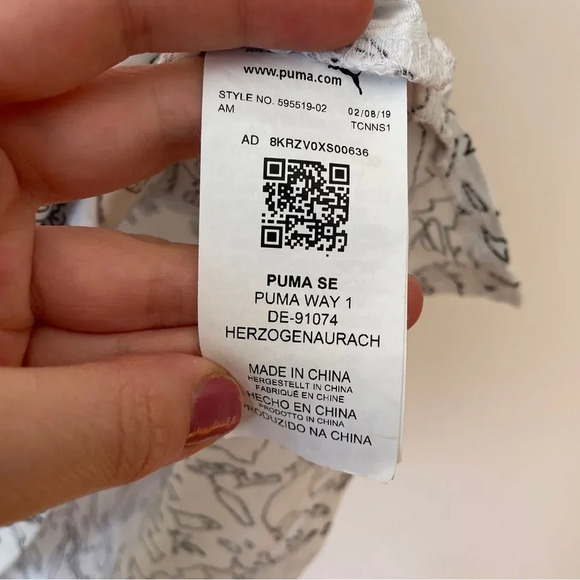 www.puma.com
STYLE NO. 595519-02 02/08/19
AM TCNNS1
AD 8KRZV0XS00636
PUMA SE
PUMA WAY 1
DE-91074
HERZOGENAURACH
MADE IN CHINA
HERGESTELLT IN CHINA
FABRIQUÉ EN CHINE
HECHO EN CHINA
PRODOTTO IN CHINA
PRODUZIDO NA CHINA